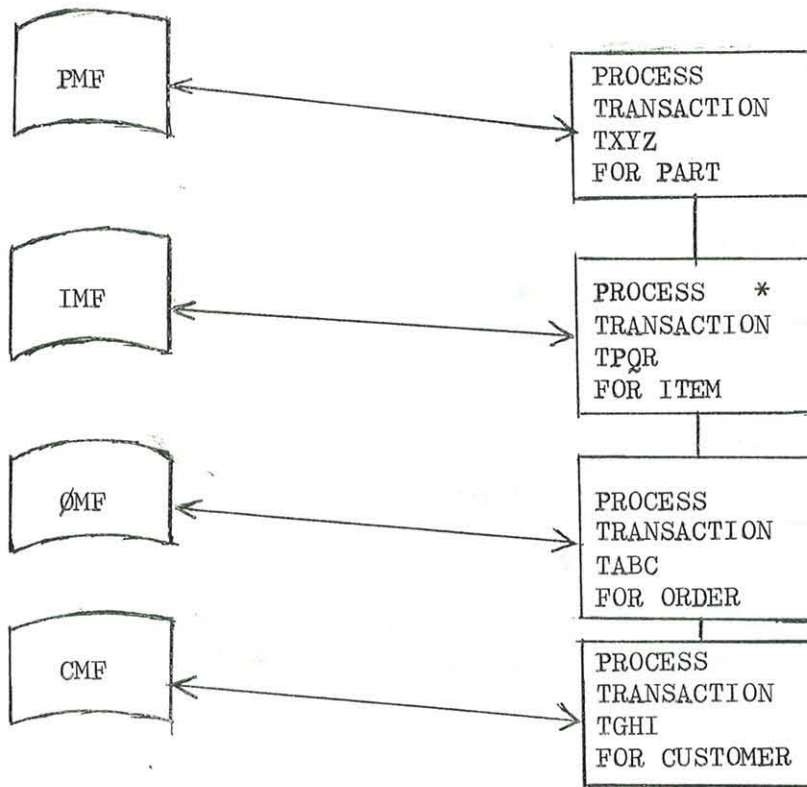 PMF
PROCESS
TRANSACTION
TXYZ
FOR PART
IMF
PROCESS *
TRANSACTION
TPQR
FOR ITEM
ØMF
PROCESS
TRANSACTION
TABC
FOR ORDER
CMF
PROCESS
TRANSACTION
TGHI
FOR CUSTOMER